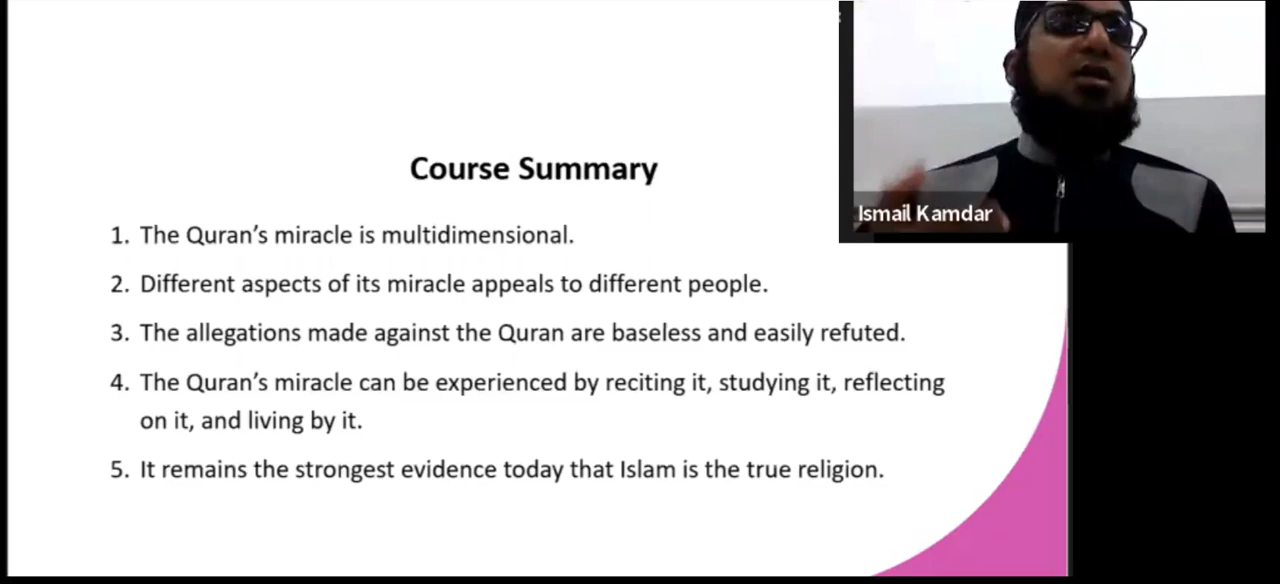 Course Summary
1. The Quran’s miracle is multidimensional.
2. Different aspects of its miracle appeals to different people.
3. The allegations made against the Quran are baseless and easily refuted.
4. The Quran’s miracle can be experienced by reciting it, studying it, reflecting
on it, and living by it.
5. It remains the strongest evidence today that Islam is the true religion.
Ismail Kamdar